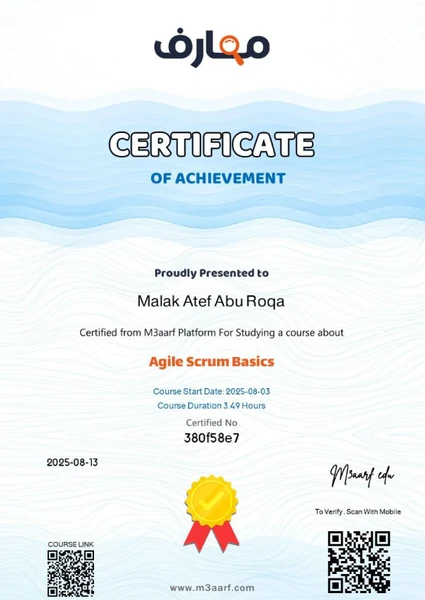 معارف
CERTIFICATE
OF ACHIEVEMENT
Proudly Presented to
Malak Atef Abu Roqa
Certified from M3aarf Platform For Studying a course about
Agile Scrum Basics
Course Start Date: 2025-08-03
Course Duration 3.49 Hours
Certified No
380f58e7
2025-08-13
M3aarf edu
To Verify . Scan With Mobile
COURSE LINK
www.m3aarf.com